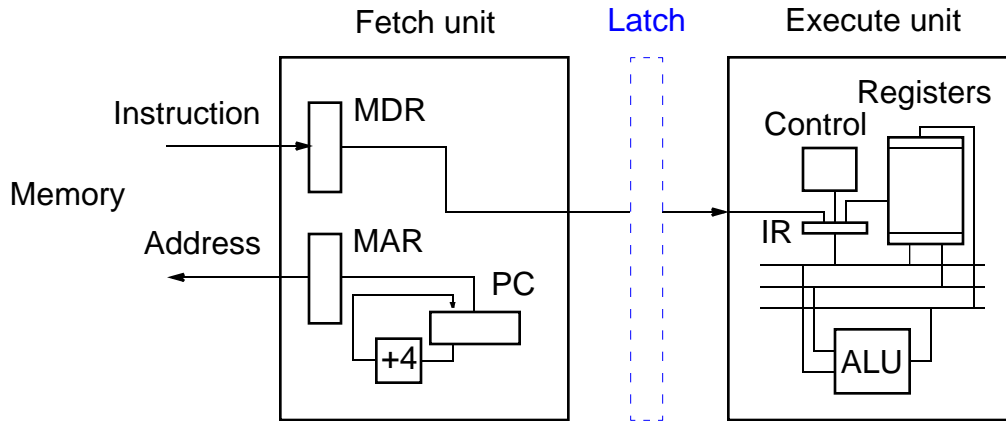 Fetch unit
Latch
Execute unit
Instruction
MDR
Registers
Control
Memory
Address
MAR
IR
PC
+4
ALU